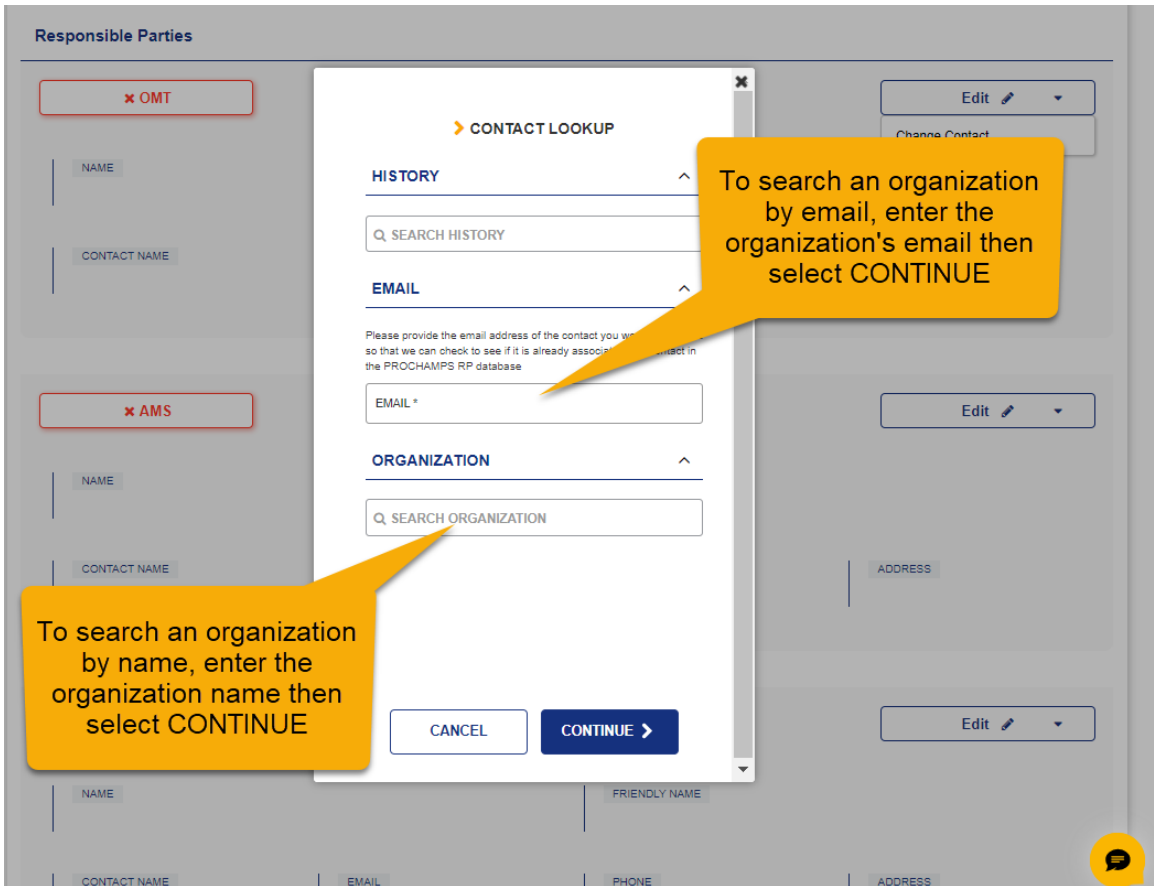 Responsible Parties
OMT
Edit
Change Contact
CONTACT LOOKUP
NAME
HISTORY
SEARCH HISTORY
CONTACT NAME
EMAIL
Please provide the email address of the contact you
so that we can check to see if it is already in
the PROCHAMPS RP database
EMAIL *
To search an organization
by email, enter the
organization's email then
select CONTINUE
AMS
Edit
ORGANIZATION
NAME
SEARCH ORGANIZATION
CONTACT NAME
ADDRESS
To search an organization
by name, enter the
organization name then
select CONTINUE
CANCEL
CONTINUE
Edit
NAME
FRIENDLY NAME
CONTACT NAME
EMAIL
PHONE
ADDRESS